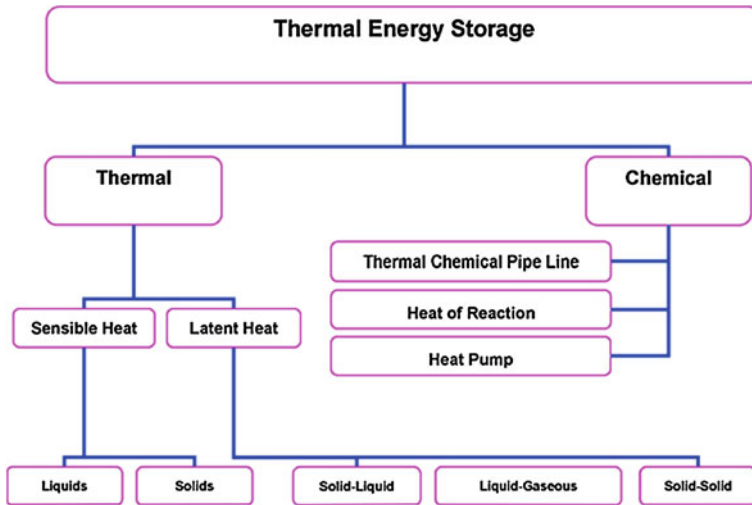 Thermal Energy Storage
Thermal
Chemical
Thermal Chemical Pipe Line
Heat of Reaction
Heat Pump
Sensible Heat
Latent Heat
Liquids
Solids
Solid-Liquid
Liquid-Gaseous
Solid-Solid